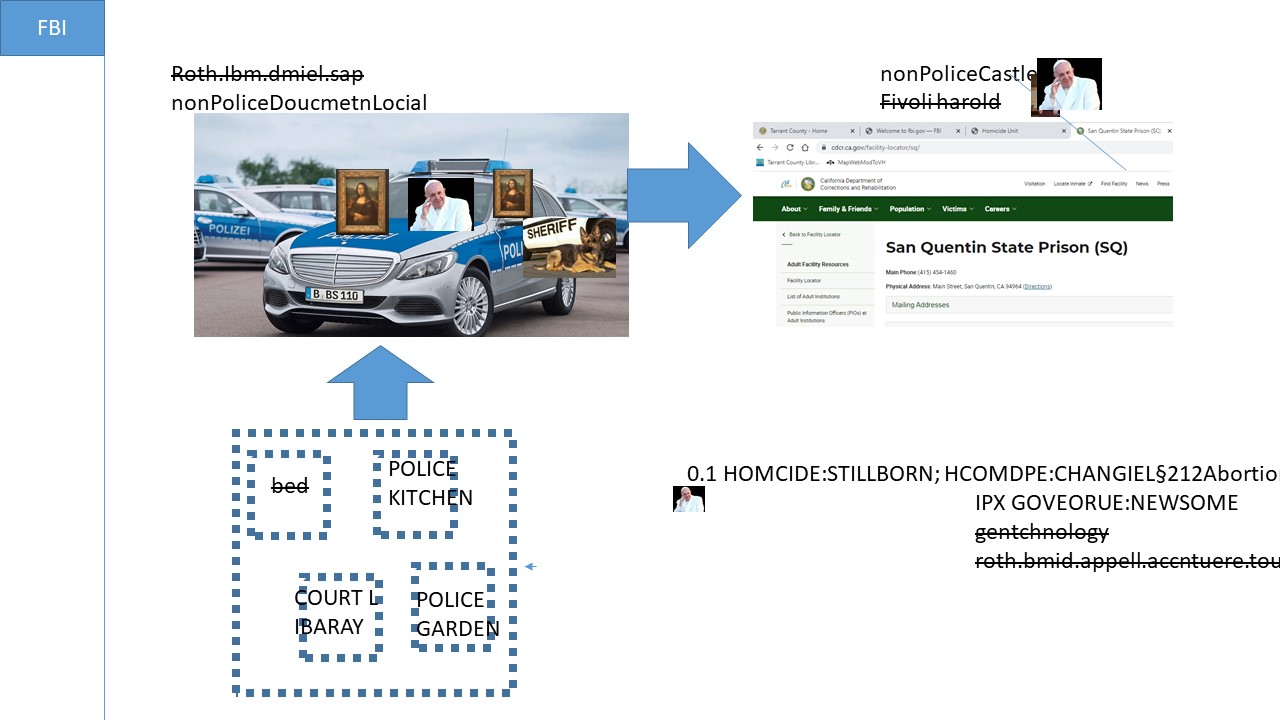 FBI
Roth.Ibm.dmiel.sap
nonPoliceDoucmetnLocial
nonPoliceCastle
Fivoli harold
POLIZEI
POLIZEI
POLI
SHERIFF
B BS 110
Tarrant County - Home
Welcome to fbi.gov — FBI
Homicide Unit
San Quentin State Prison (SQ)
cdcr.ca.gov/facility-locator/sq/
Tarrant County Libr...
MapWebModToVH
California Department of
Corrections and Rehabilitation
Visitation
Locate Inmate
Find Facility
News
Press
About
Family & Friends
Population
Victims
Careers
Back to Facility Locator
San Quentin State Prison (SQ)
Adult Facility Resources
Main Phone: (415) 454-1460
Facility Locator
Physical Address: Main Street, San Quentin, CA 94964 (Directions)
List of Adult Institutions
Mailing Addresses
Public Information Officers (PIOs) at
Adult Institutions
bed
POLICE
KITCHEN
COURT L
IBARAY
POLICE
GARDEN
0.1 HOMCIDE:STILLBORN; HCOMDPE:CHANGIEL§212Abortion
IPX GOVEORUE:NEWSOME
gentchnology
roth.bmid.appell.accntuere.tou